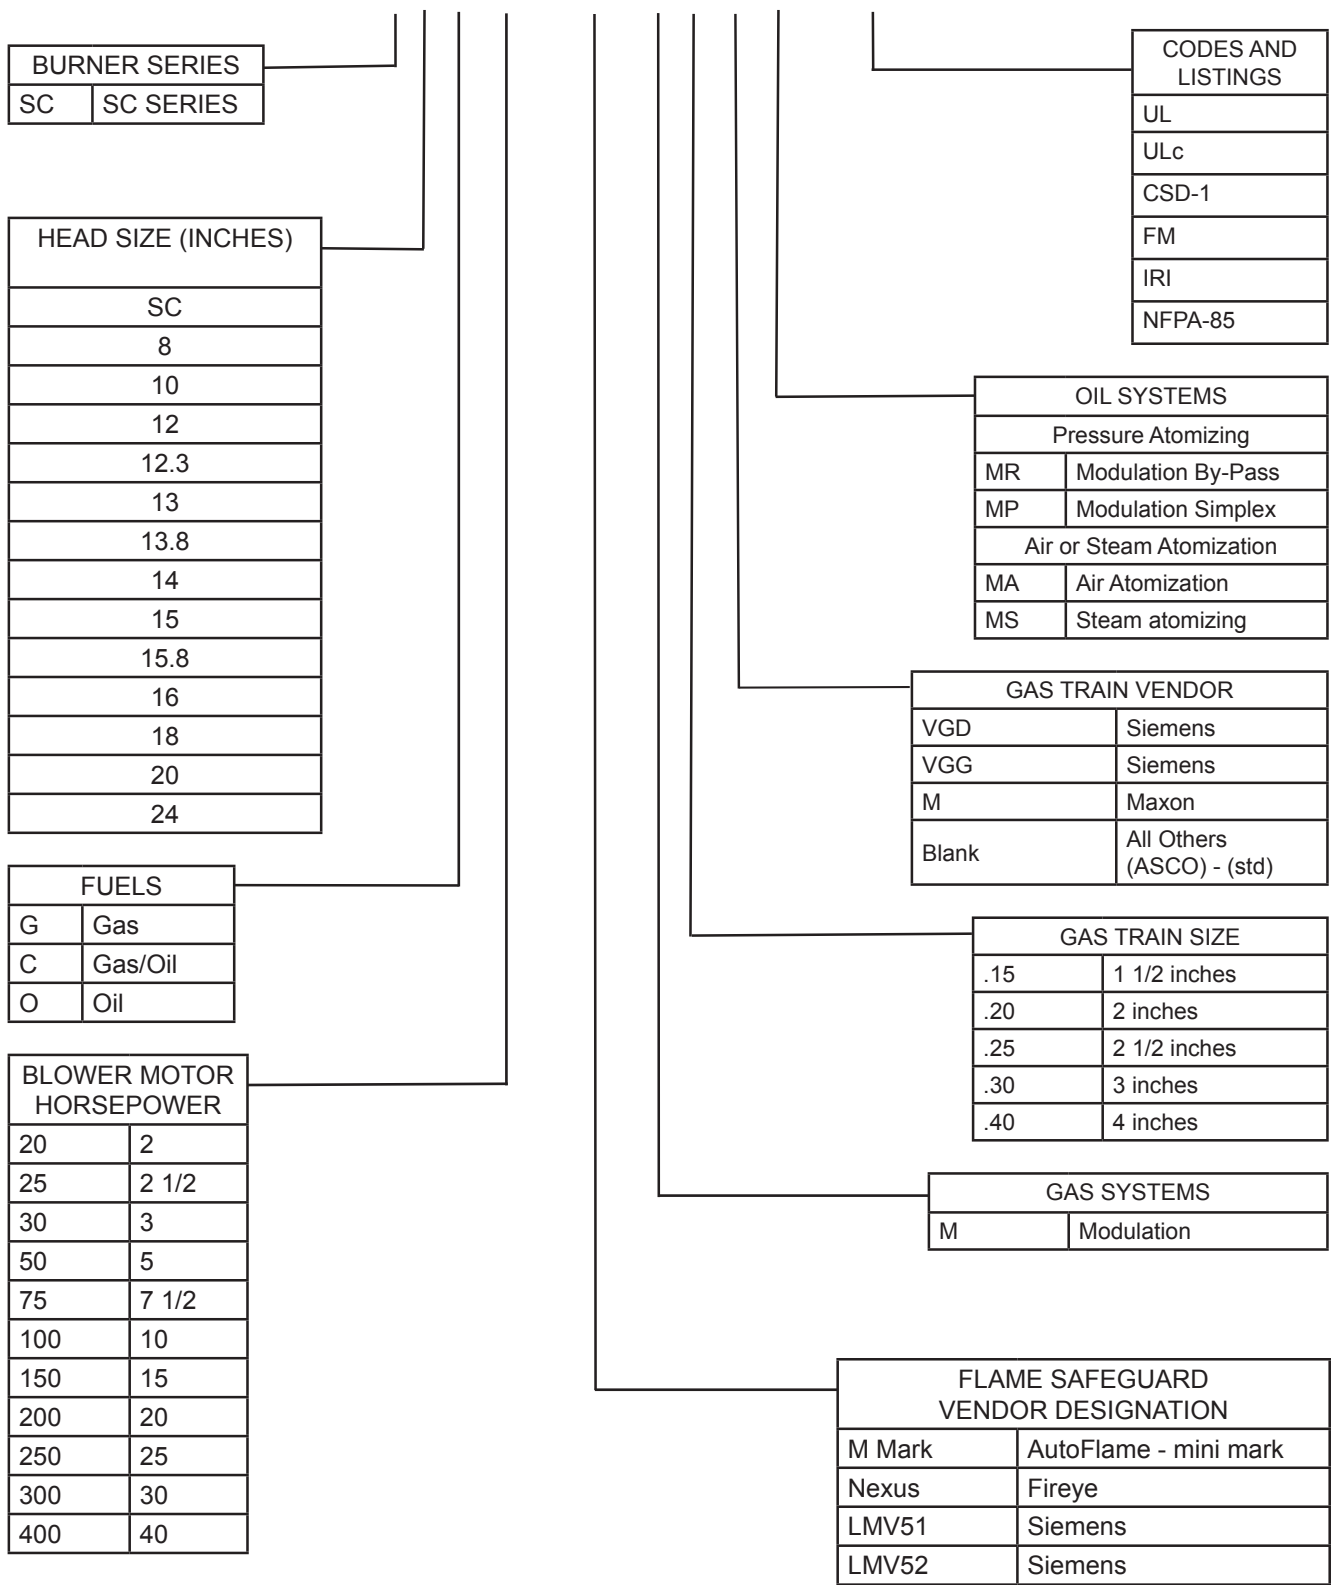 BURNER SERIES
SC SC SERIES
HEAD SIZE (INCHES)
SC
8
10
12
12.3
13
13.8
14
15
15.8
16
18
20
24
FUELS
G Gas
C Gas/Oil
O Oil
BLOWER MOTOR
HORSEPOWER
20 2
25 2 1/2
30 3
50 5
75 7 1/2
100 10
150 15
200 20
250 25
300 30
400 40
CODES AND
LISTINGS
UL
ULc
CSD-1
FM
IRI
NFPA-85
OIL SYSTEMS
Pressure Atomizing
MR Modulation By-Pass
MP Modulation Simplex
Air or Steam Atomization
MA Air Atomization
MS Steam atomizing
GAS TRAIN VENDOR
VGD Siemens
VGG Siemens
M Maxon
Blank All Others
(ASCO) - (std)
GAS TRAIN SIZE
.15 1 1/2 inches
.20 2 inches
.25 2 1/2 inches
.30 3 inches
.40 4 inches
GAS SYSTEMS
M Modulation
FLAME SAFEGUARD
VENDOR DESIGNATION
M Mark AutoFlame - mini mark
Nexus Fireye
LMV51 Siemens
LMV52 Siemens